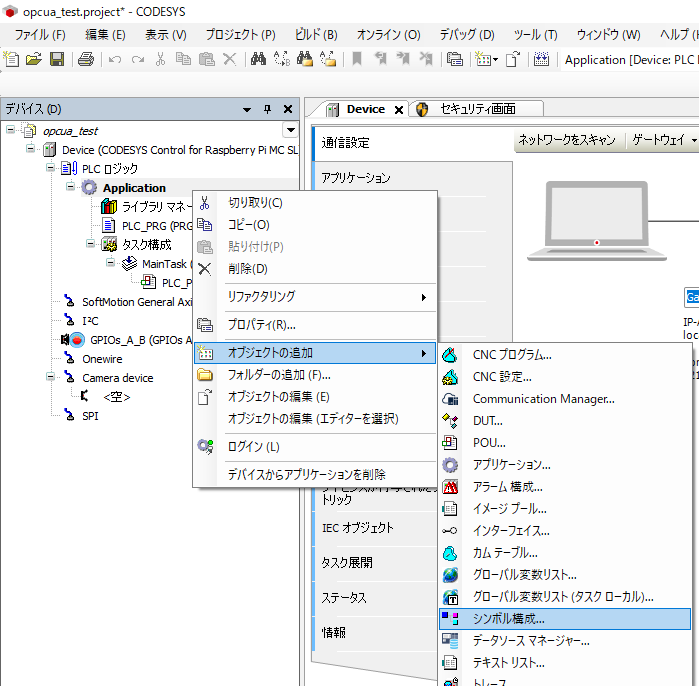 opcua_test.project* - CODESYS
ファイル (F) 編集 (E) 表示 (V) プロジェクト (P) ビルド (B) オンライン (O) デバッグ (D) ツール (T) ウィンドウ (W) ヘルプ (H
Application [Device: PLC
デバイス (D)
Device
セキュリティ画面
opcua_test
Device (CODESYS Control for Raspberry Pi MC SL
PLC ロジック
Application
ライブラリ マネー
PLC_PRG (PRG
タスク構成
MainTask (
PLC_P
SoftMotion General Axi
I²C
GPIOs_A_B (GPIOs A
Onewire
Camera device
<空>
SPI
通信設定
ネットワークをスキャン
ゲートウェイ
アプリケーション
切り取り(C)
コピー(O)
貼り付け(P)
削除(D)
リファクタリング
プロパティ(R)...
オブジェクトの追加
フォルダーの追加 (F)...
オブジェクトの編集 (E)
オブジェクトの編集 (エディターを選択)
ログイン (L)
デバイスからアプリケーションを削除
Ga
IP-A
loc
CNC プログラム...
CNC 設定...
Communication Manager...
DUT...
POU...
アプリケーション...
アラーム 構成...
イメージ プール...
インターフェイス...
カム テーブル...
グローバル変数リスト...
グローバル変数リスト (タスク ローカル)...
シンボル構成...
データソース マネージャー...
テキスト リスト...
トレース
トリック
IEC オブジェクト
タスク展開
ステータス
情報